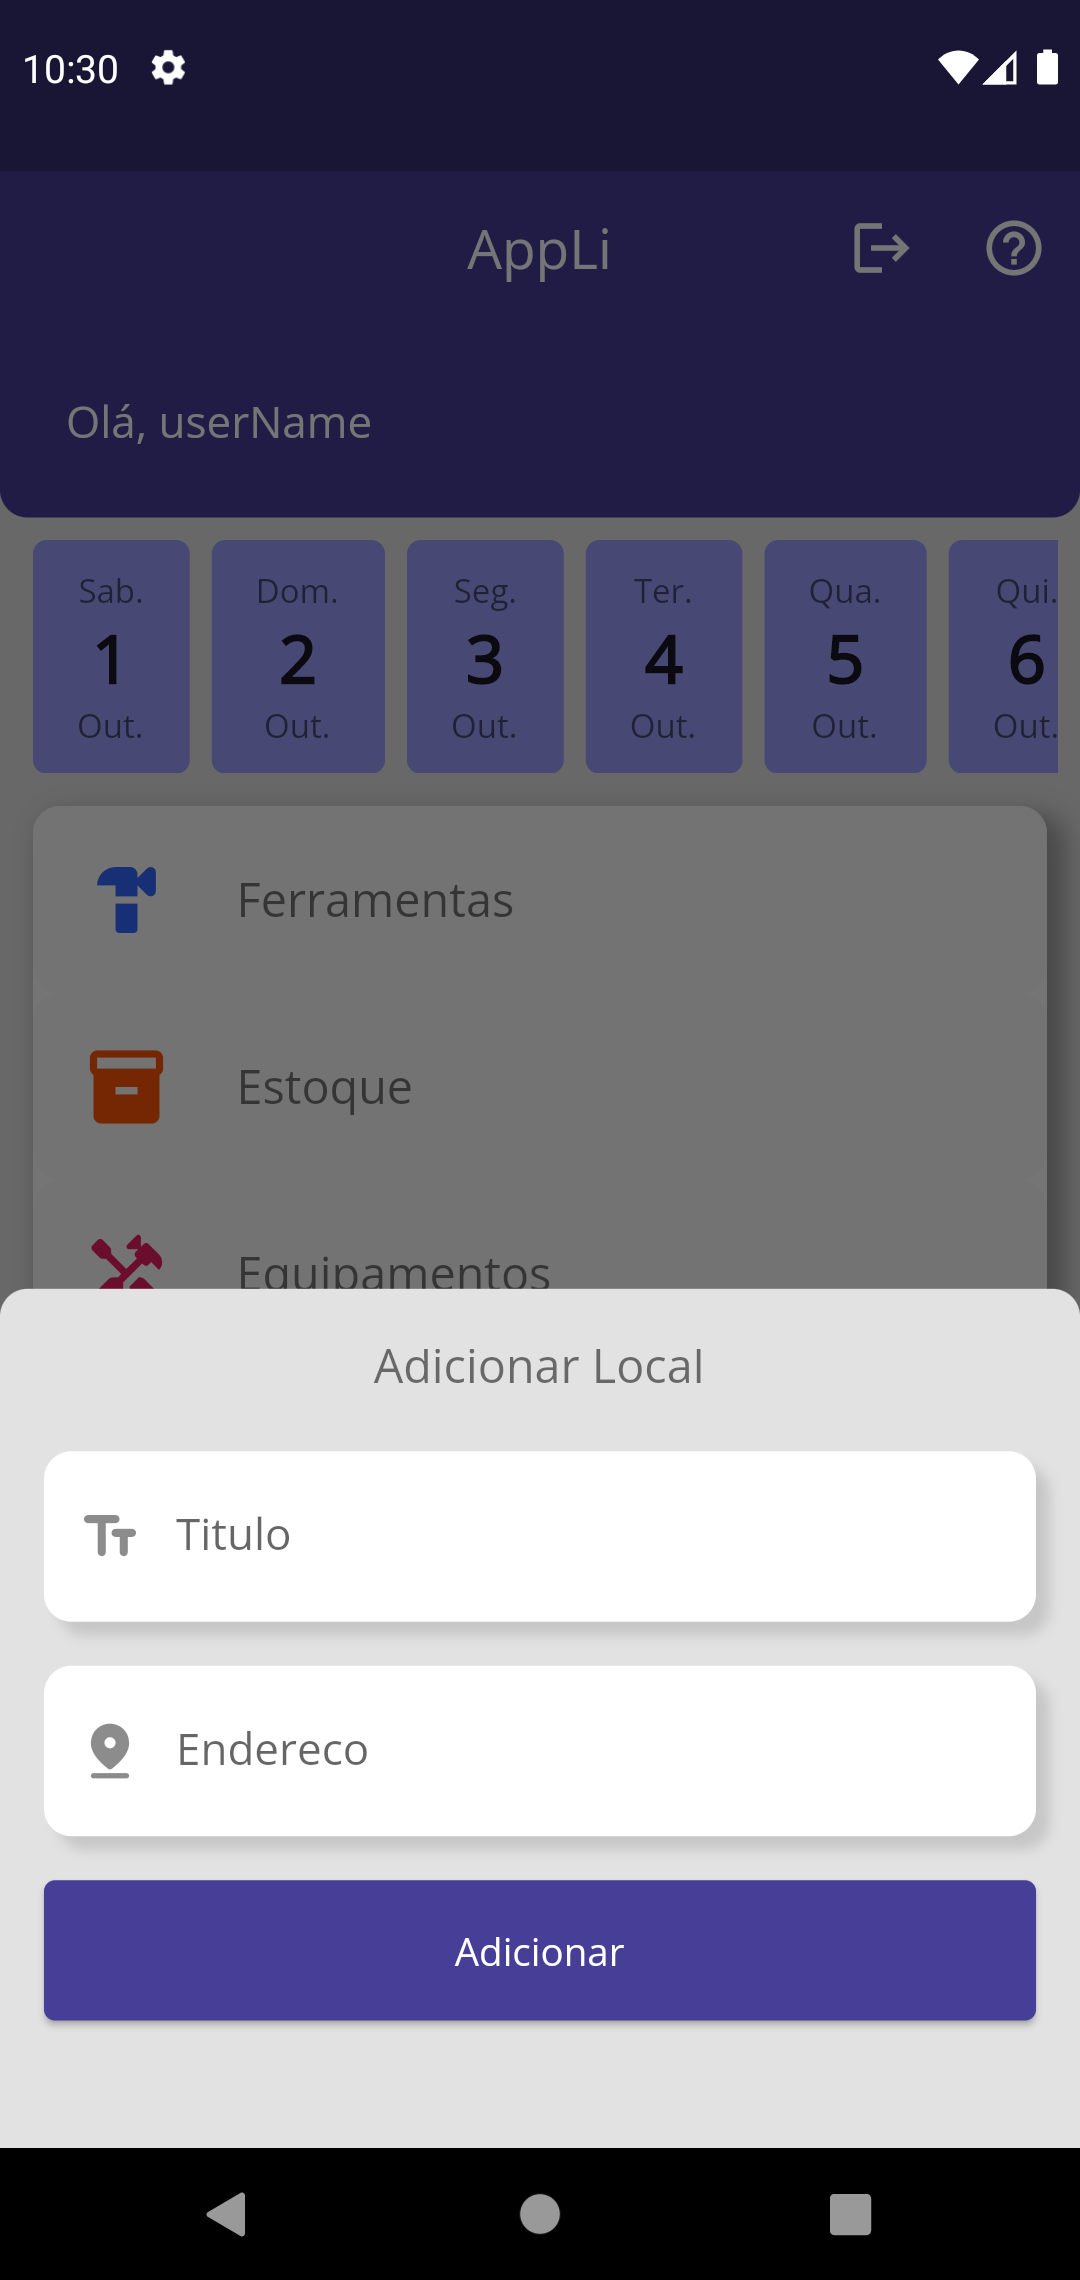 10:30
AppLi
Olá, userName
Sab. Dom. Seg. Ter. Qua. Qui.
1 2 3 4 5 6
Out. Out. Out. Out. Out. Out.
Ferramentas
Estoque
Equipamentos
Adicionar Local
Titulo
Endereco
Adicionar